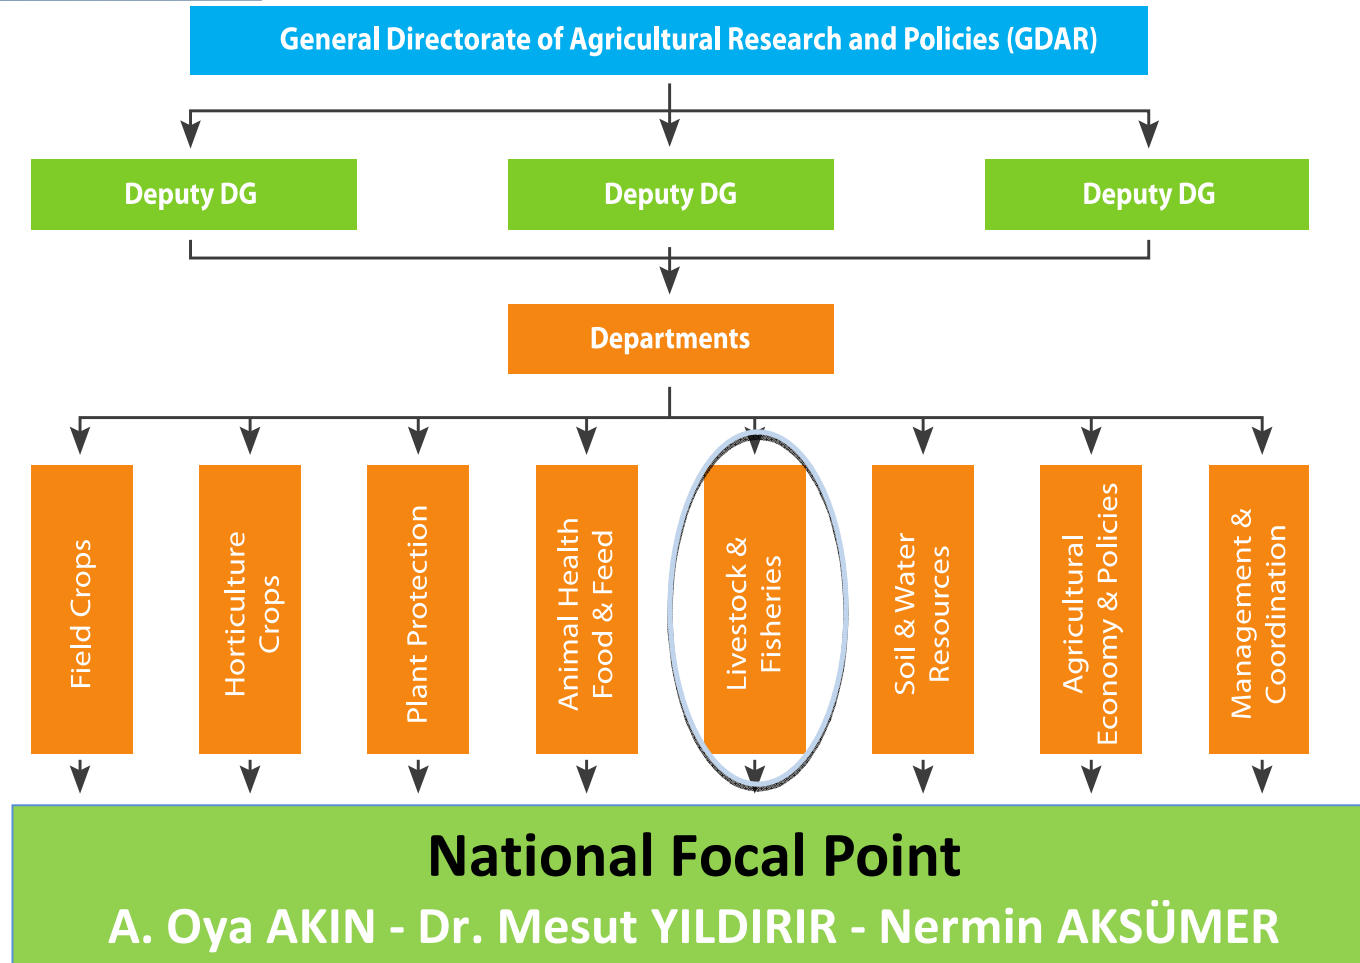 General Directorate of Agricultural Research and Policies (GDAR)
Deputy DG
Deputy DG
Deputy DG
Departments
Field Crops
Horticulture
Crops
Plant Protection
Animal Health
Food & Feed
Livestock &
Fisheries
Soil & Water
Resources
Agricultural
Economy & Policies
Management &
Coordination
National Focal Point
A. Oya AKIN - Dr. Mesut YILDIRIR - Nermin AKSÜMER